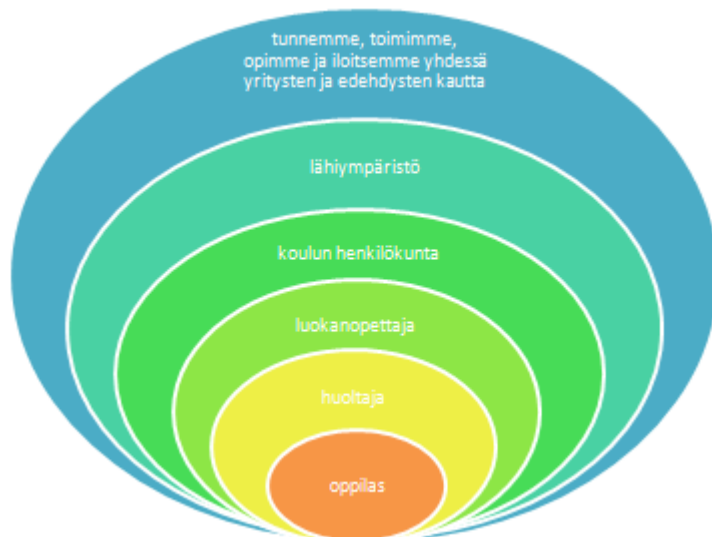 tunnemme, toimimme,
opimme ja iloitsemme yhdessä
yritysten ja edehdysten kautta
lähiympäristö
koulun henkilökunta
luokanopettaja
huoltaja
oppilas